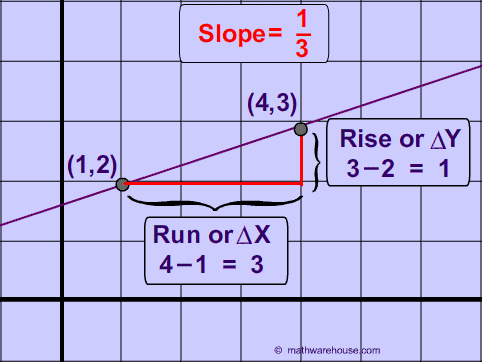 Slope = 1/3
(4,3)
(1,2)
Rise or ΔY
3−2 = 1
Run or ΔX
4−1 = 3
© mathwarehouse.com